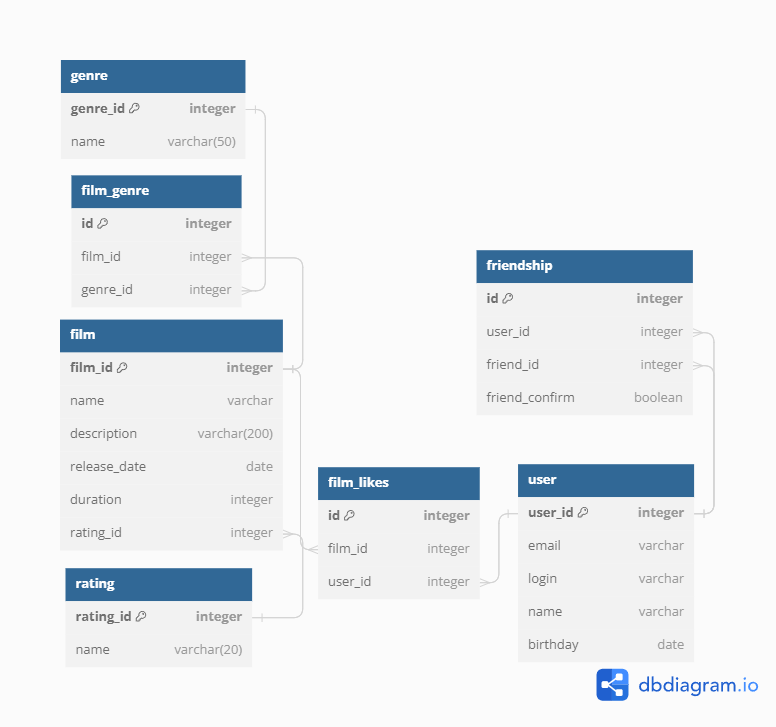 genre
genre_id integer
name varchar(50)
film_genre
id integer
film_id integer
genre_id integer
film
film_id integer
name varchar
description varchar(200)
release_date date
duration integer
rating_id integer
rating
rating_id integer
name varchar(20)
film_likes
id integer
film_id integer
user_id integer
friendship
id integer
user_id integer
friend_id integer
friend_confirm boolean
user
user_id integer
email varchar
login varchar
name varchar
birthday date
dbdiagram.io